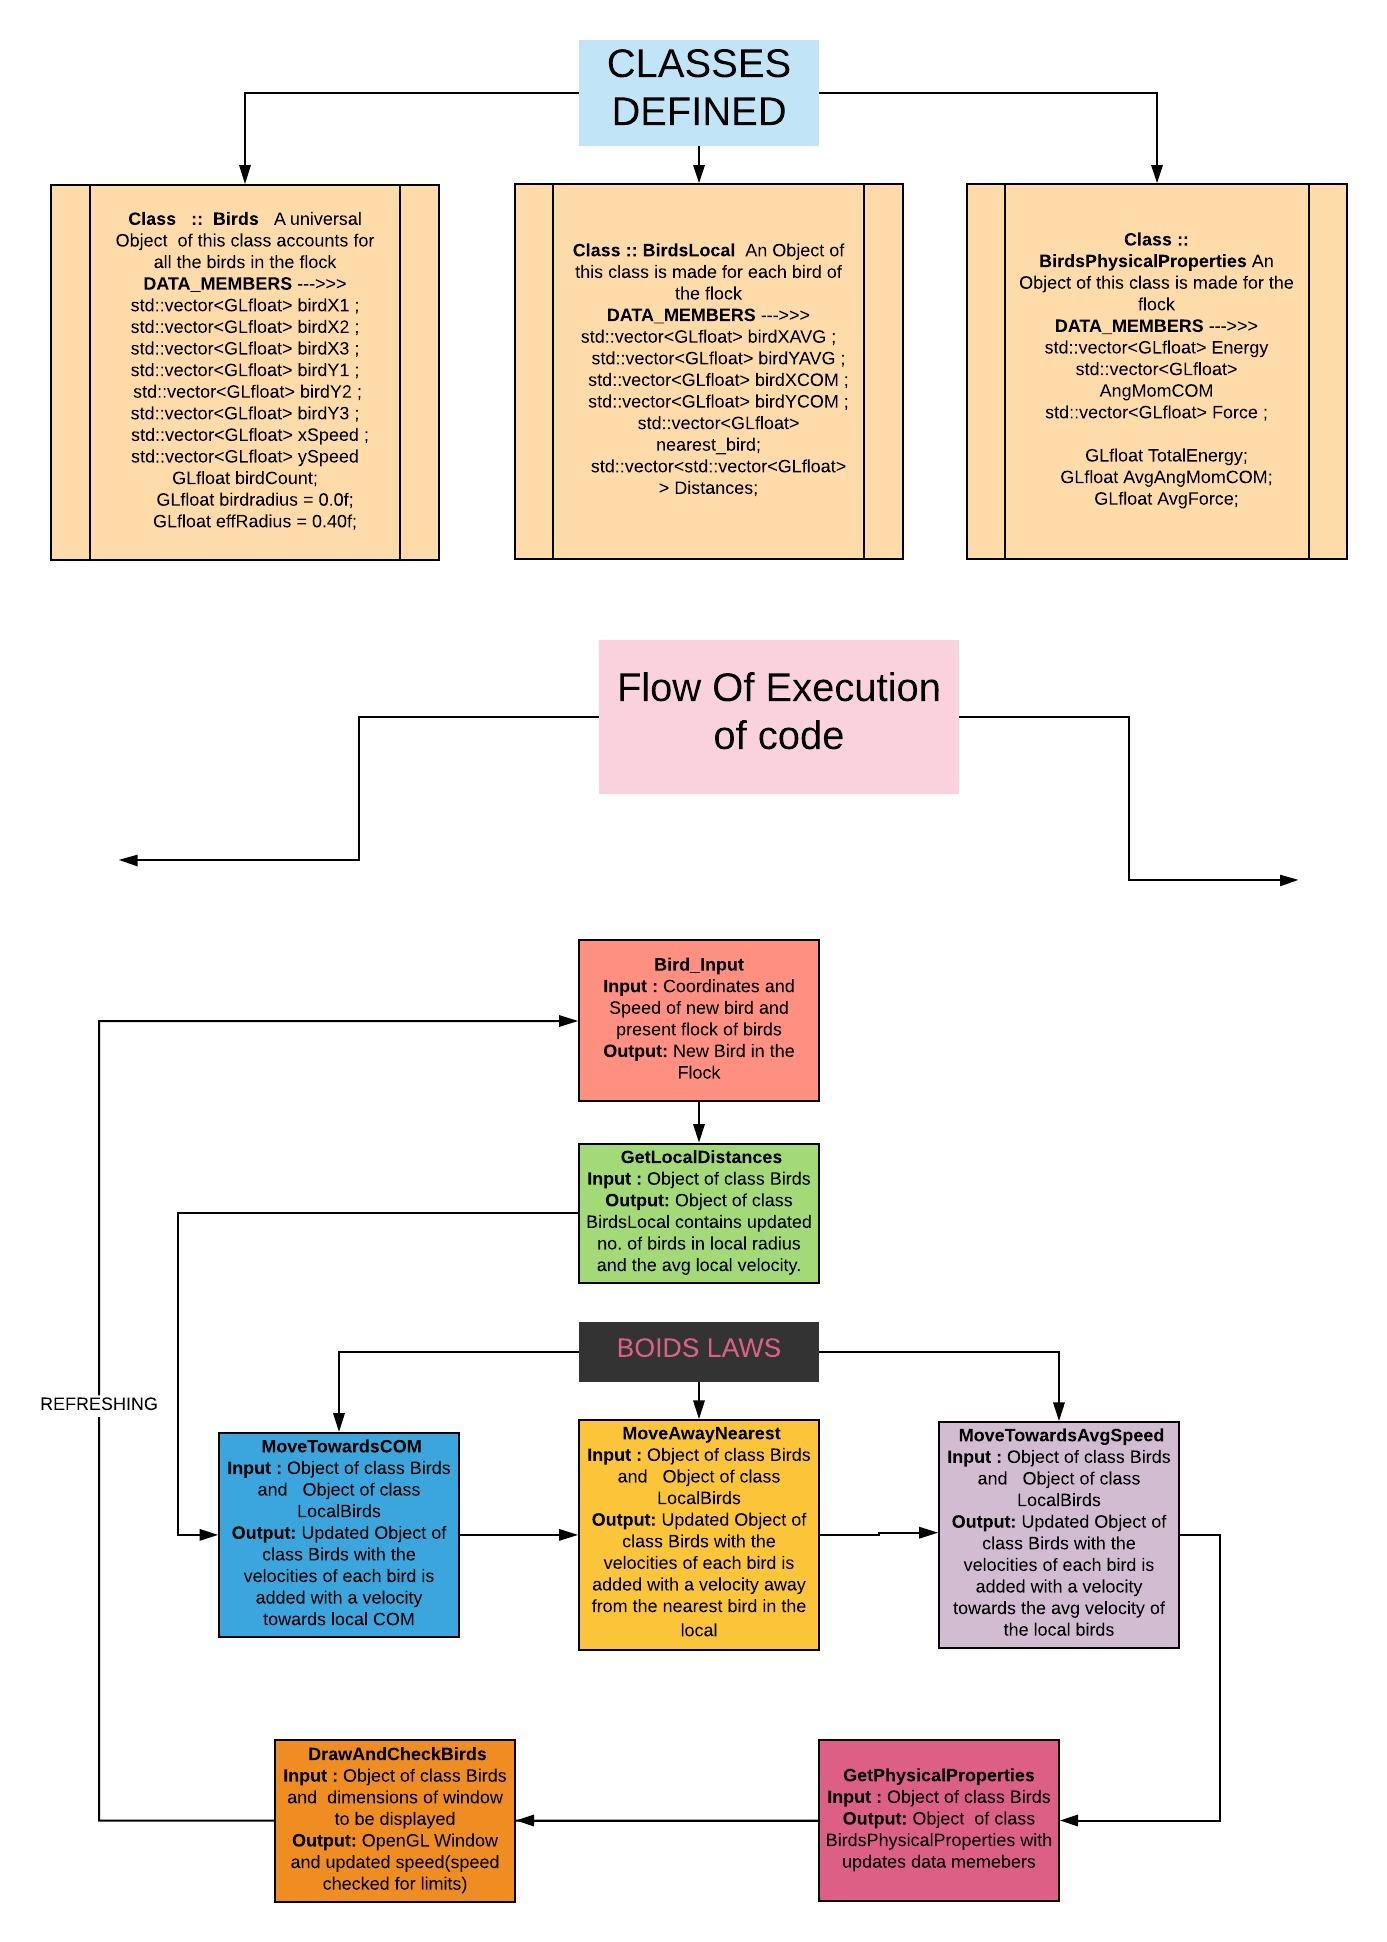 CLASSES
DEFINED
Class :: Birds A universal
Object of this class accounts for
all the birds in the flock
DATA_MEMBERS --->>>
std::vector<GLfloat> birdX1 ;
std::vector<GLfloat> birdX2 ;
std::vector<GLfloat> birdX3 ;
std::vector<GLfloat> birdY1 ;
std::vector<GLfloat> birdY2 ;
std::vector<GLfloat> birdY3 ;
std::vector<GLfloat> xSpeed ;
std::vector<GLfloat> ySpeed
GLfloat birdCount;
GLfloat birdradius = 0.0f;
GLfloat effRadius = 0.40f;
Class :: BirdsLocal An Object of
this class is made for each bird of
the flock
DATA_MEMBERS --->>>
std::vector<GLfloat> birdXAVG ;
std::vector<GLfloat> birdYAVG ;
std::vector<GLfloat> birdXCOM ;
std::vector<GLfloat> birdYCOM ;
std::vector<GLfloat>
nearest_bird;
std::vector<std::vector<GLfloat>
> Distances;
Class ::
BirdsPhysicalProperties An
Object of this class is made for the
flock
DATA_MEMBERS --->>>
std::vector<GLfloat> Energy
std::vector<GLfloat>
AngMomCOM
std::vector<GLfloat> Force ;
GLfloat TotalEnergy;
GLfloat AvgAngMomCOM;
GLfloat AvgForce;
Flow Of Execution
of code
Bird_Input
Input : Coordinates and
Speed of new bird and
present flock of birds
Output: New Bird in the
Flock
GetLocalDistances
Input : Object of class Birds
Output: Object of class
BirdsLocal contains updated
no. of birds in local radius
and the avg local velocity.
BOIDS LAWS
REFRESHING
MoveTowardsCOM
Input : Object of class Birds
and Object of class
LocalBirds
Output: Updated Object of
class Birds with the
velocities of each bird is
added with a velocity
towards local COM
MoveAwayNearest
Input : Object of class Birds
and Object of class
LocalBirds
Output: Updated Object of
class Birds with the
velocities of each bird is
added with a velocity away
from the nearest bird in the
local
MoveTowardsAvgSpeed
Input : Object of class Birds
and Object of class
LocalBirds
Output: Updated Object of
class Birds with the
velocities of each bird is
added with a velocity
towards the avg velocity of
the local birds
DrawAndCheckBirds
Input : Object of class Birds
and dimensions of window
to be displayed
Output: OpenGL Window
and updated speed(speed
checked for limits)
GetPhysicalProperties
Input : Object of class Birds
Output: Object of class
BirdsPhysicalProperties with
updates data memebers